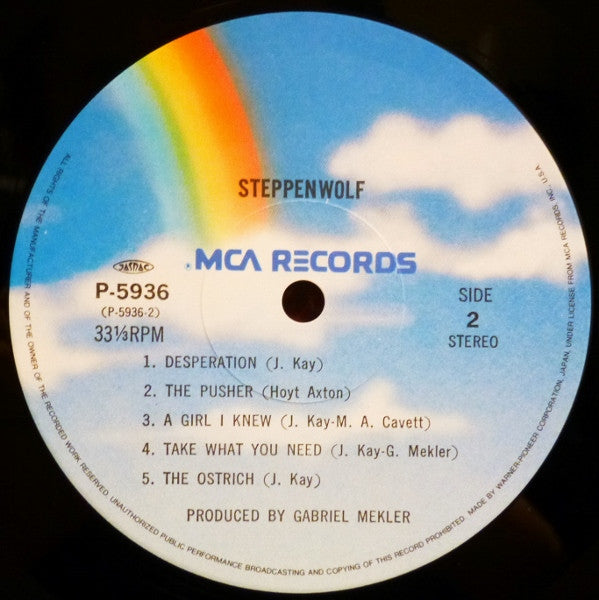 STEPPENWOLF
MCA RECORDS
JASRAC
P-5936
(P-5936-2)
33⅓RPM
SIDE
2
STEREO
1. DESPERATION (J. Kay)
2. THE PUSHER (Hoyt Axton)
3. A GIRL I KNEW (J. Kay-M. A. Cavett)
4. TAKE WHAT YOU NEED (J. Kay-G. Mekler)
5. THE OSTRICH (J. Kay)
PRODUCED BY GABRIEL MEKLER
ALL RIGHTS OF THE MANUFACTURER AND OF THE OWNER OF THE RECORDED WORK RESERVED. UNAUTHORIZED PUBLIC PERFORMANCE BROADCASTING AND COPYING OF THIS RECORD PROHIBITED. MADE BY WARNER-PIONEER CORPORATION, JAPAN, UNDER LICENSE FROM MCA RECORDS, INC, U.S.A